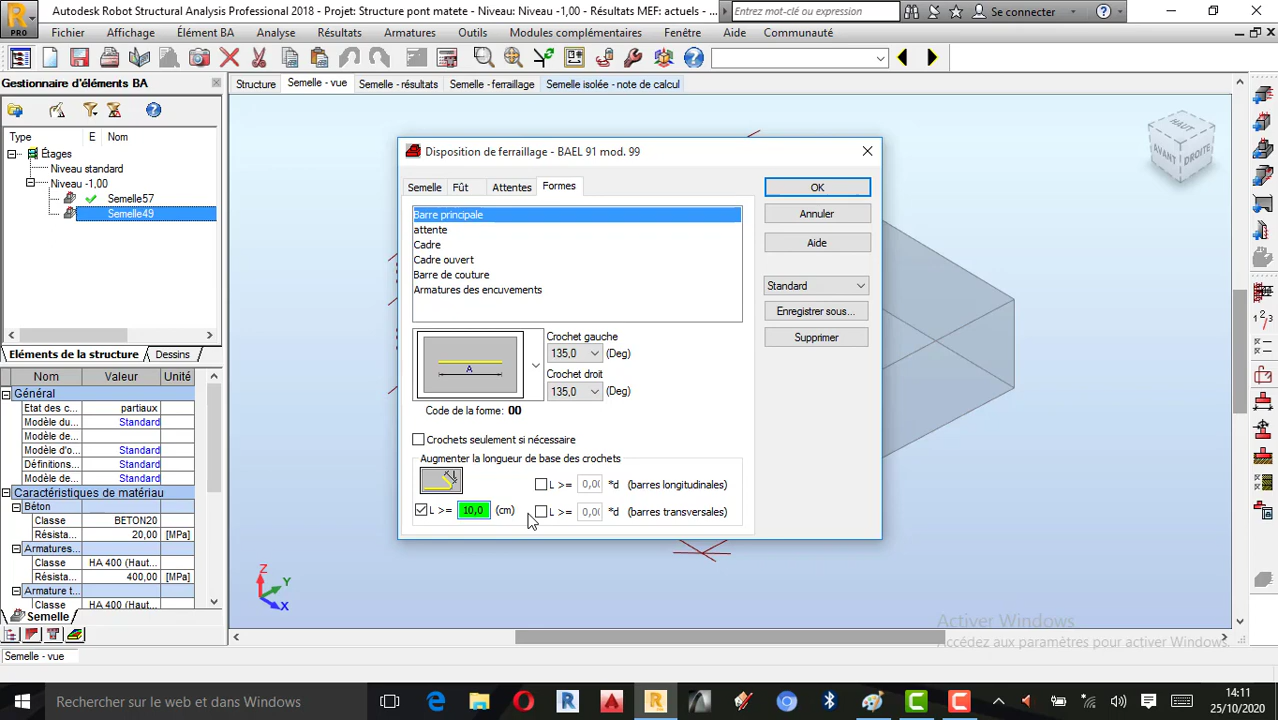 R PRO
Autodesk Robot Structural Analysis Professional 2018 - Projet: Structure pont matete - Niveau: Niveau -1,00 - Résultats MEF: actuels - ...
Entrez mot-clé ou expression
Se connecter
Fichier Affichage Élément BA Analyse Résultats Armatures Outils Modules complémentaires Fenêtre Aide Communauté
Gestionnaire d'éléments BA
Structure Semelle - vue Semelle - résultats Semelle - ferraillage Semelle isolée - note de calcul
Type E Nom
Étages
Niveau standard
Niveau -1,00
Semelle57
Semelle49
Eléments de la structure Dessins
Nom Valeur Unité
Général
Etat des c... partiaux
Modèle du... Standard
Modèle de...
Modèle d'o... Standard
Définitions... Standard
Modèle de...
Caractéristiques de matériau
Béton
Classe BETON20
Résista... 20,00 [MPa]
Armatures...
Classe HA 400 (Haut...
Résista... 400,00 [MPa]
Armature t...
Classe HA 400 (Haut...
Semelle
Semelle - vue
Disposition de ferraillage - BAEL 91 mod. 99
Semelle Fût Attentes Formes
Barre principale
attente
Cadre
Cadre ouvert
Barre de couture
Armatures des encuvements
A
Crochet gauche
135,0 (Deg)
Crochet droit
135,0 (Deg)
Code de la forme: 00
Crochets seulement si nécessaire
Augmenter la longueur de base des crochets
L >= 0,00 *d (barres longitudinales)
L >= 10,0 (cm)
L >= 0,00 *d (barres transversales)
OK
Annuler
Aide
Standard
Enregistrer sous...
Supprimer
HAUT
AVANT DROITE
Z
Y
X
Activer Windows
Accédez aux paramètres pour activer Windows.
Rechercher sur le web et dans Windows
14:11
25/10/2020